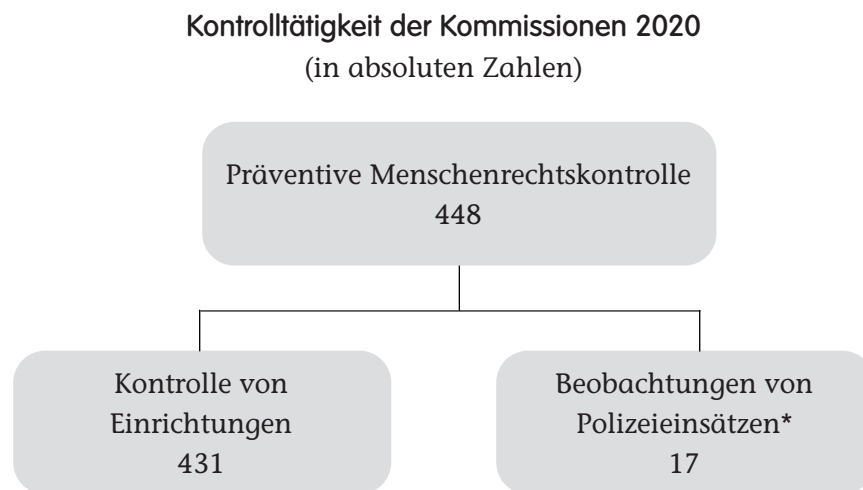 Kontrolltätigkeit der Kommissionen 2020
(in absoluten Zahlen)
Präventive Menschenrechtskontrolle
448
Kontrolle von
Einrichtungen
431
Beobachtungen von
Polizeieinsätzen*
17